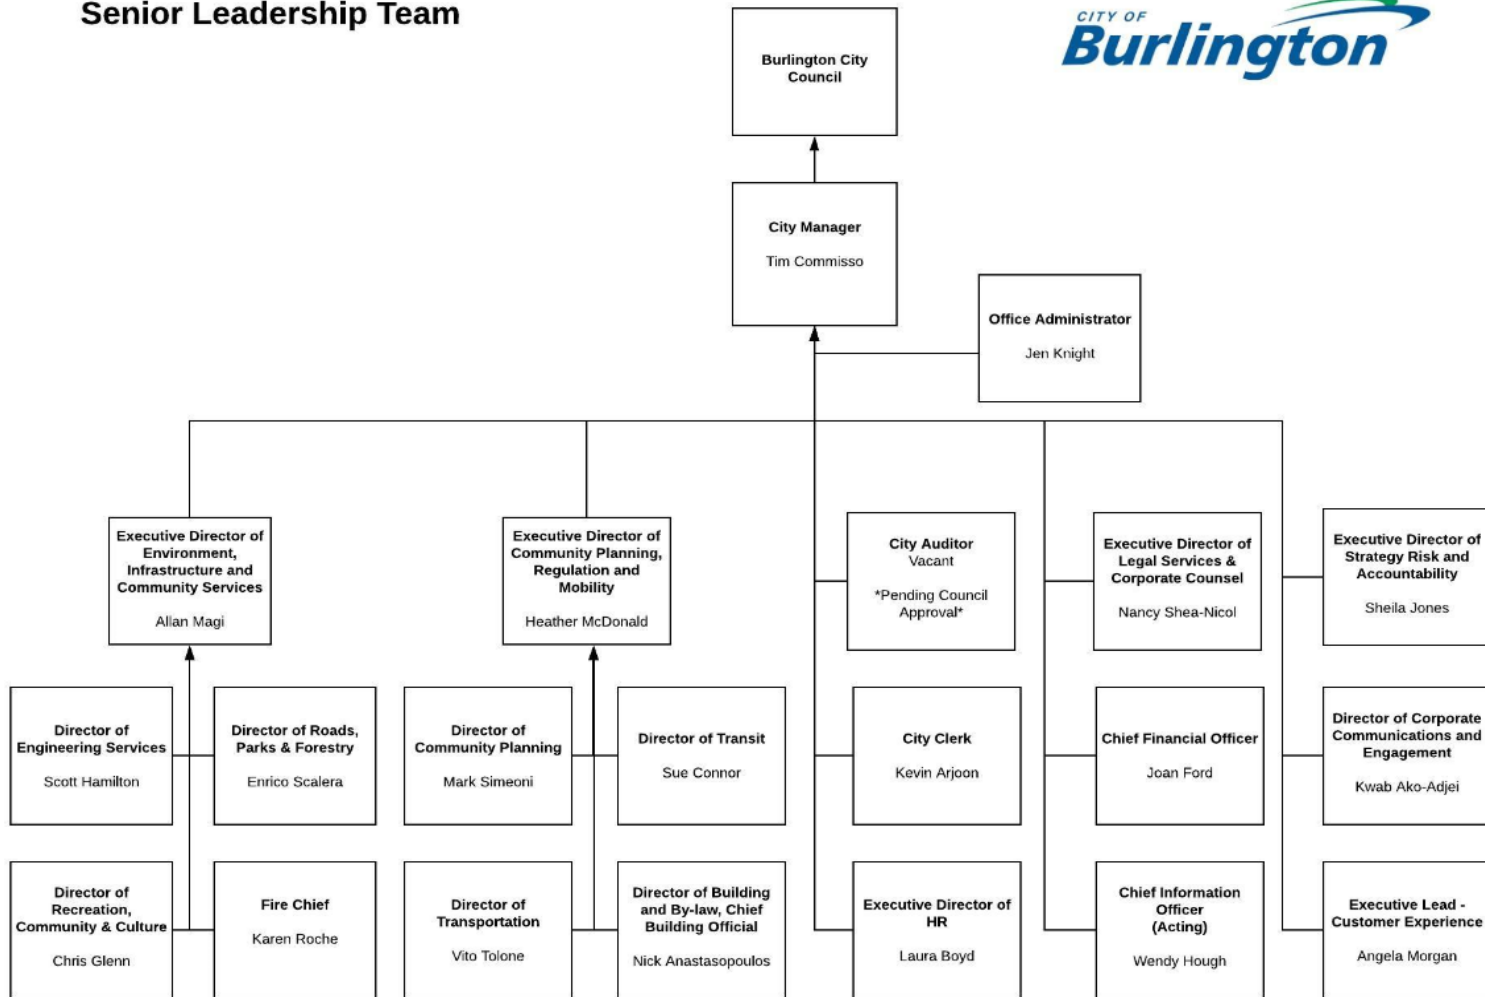 Senior Leadership Team
CITY OF
Burlington
Burlington City
Council
City Manager
Tim Commisso
Office Administrator
Jen Knight
Executive Director of
Environment,
Infrastructure and
Community Services
Allan Magi
Executive Director of
Community Planning,
Regulation and
Mobility
Heather McDonald
City Auditor
Vacant
*Pending Council
Approval*
Executive Director of
Legal Services &
Corporate Counsel
Nancy Shea-Nicol
Executive Director of
Strategy Risk and
Accountability
Sheila Jones
Director of
Engineering Services
Scott Hamilton
Director of Roads,
Parks & Forestry
Enrico Scalera
Director of
Community Planning
Mark Simeoni
Director of Transit
Sue Connor
City Clerk
Kevin Arjoon
Chief Financial Officer
Joan Ford
Director of Corporate
Communications and
Engagement
Kwab Ako-Adjei
Director of
Recreation,
Community & Culture
Chris Glenn
Fire Chief
Karen Roche
Director of
Transportation
Vito Tolone
Director of Building
and By-law, Chief
Building Official
Nick Anastasopoulos
Executive Director of
HR
Laura Boyd
Chief Information
Officer
(Acting)
Wendy Hough
Executive Lead -
Customer Experience
Angela Morgan